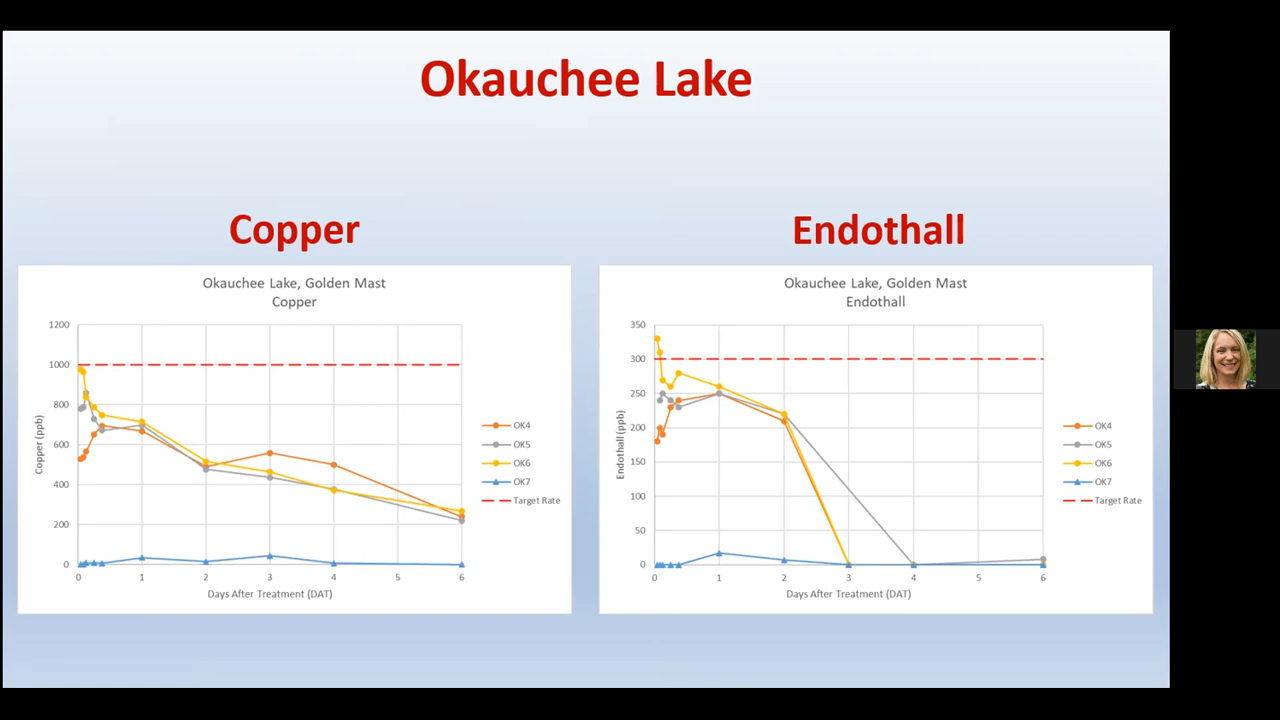 Okauchee Lake
Copper
Endothall
Okauchee Lake, Golden Mast
Copper
1200
1000
800
600
400
200
0
Copper (ppb)
0 1 2 3 4 5 6
Days After Treatment (DAT)
OK4
OK5
OK6
OK7
Target Rate
Okauchee Lake, Golden Mast
Endothall
350
300
250
200
150
100
50
0
Endothall (ppb)
0 1 2 3 4 5 6
Days After Treatment (DAT)
OK4
OK5
OK6
OK7
Target Rate